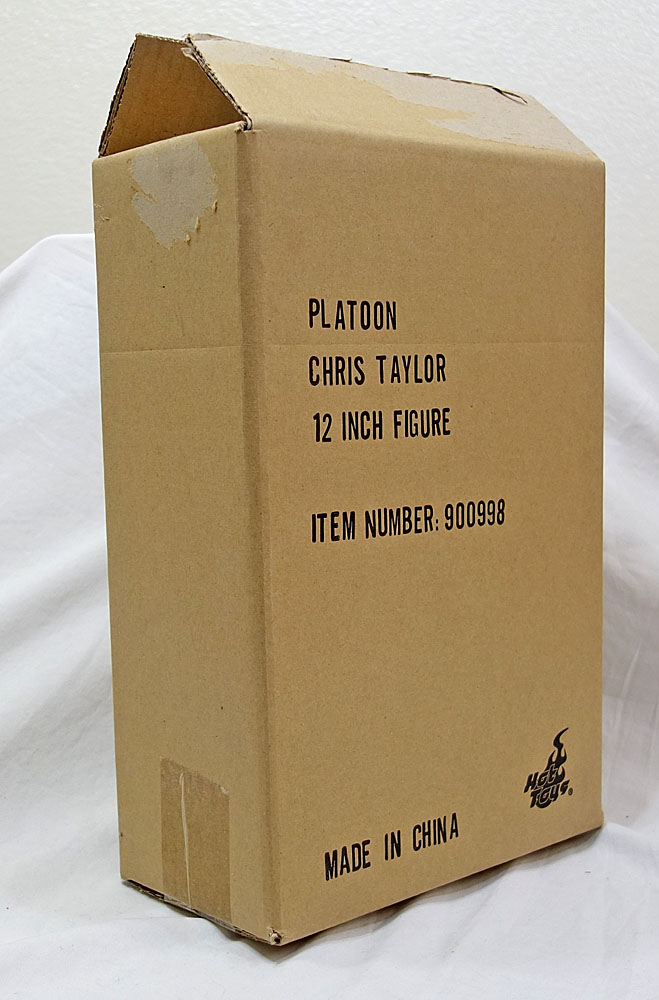 PLATOON
CHRIS TAYLOR
12 INCH FIGURE
ITEM NUMBER: 900998
HOT
TOYS®
MADE IN CHINA